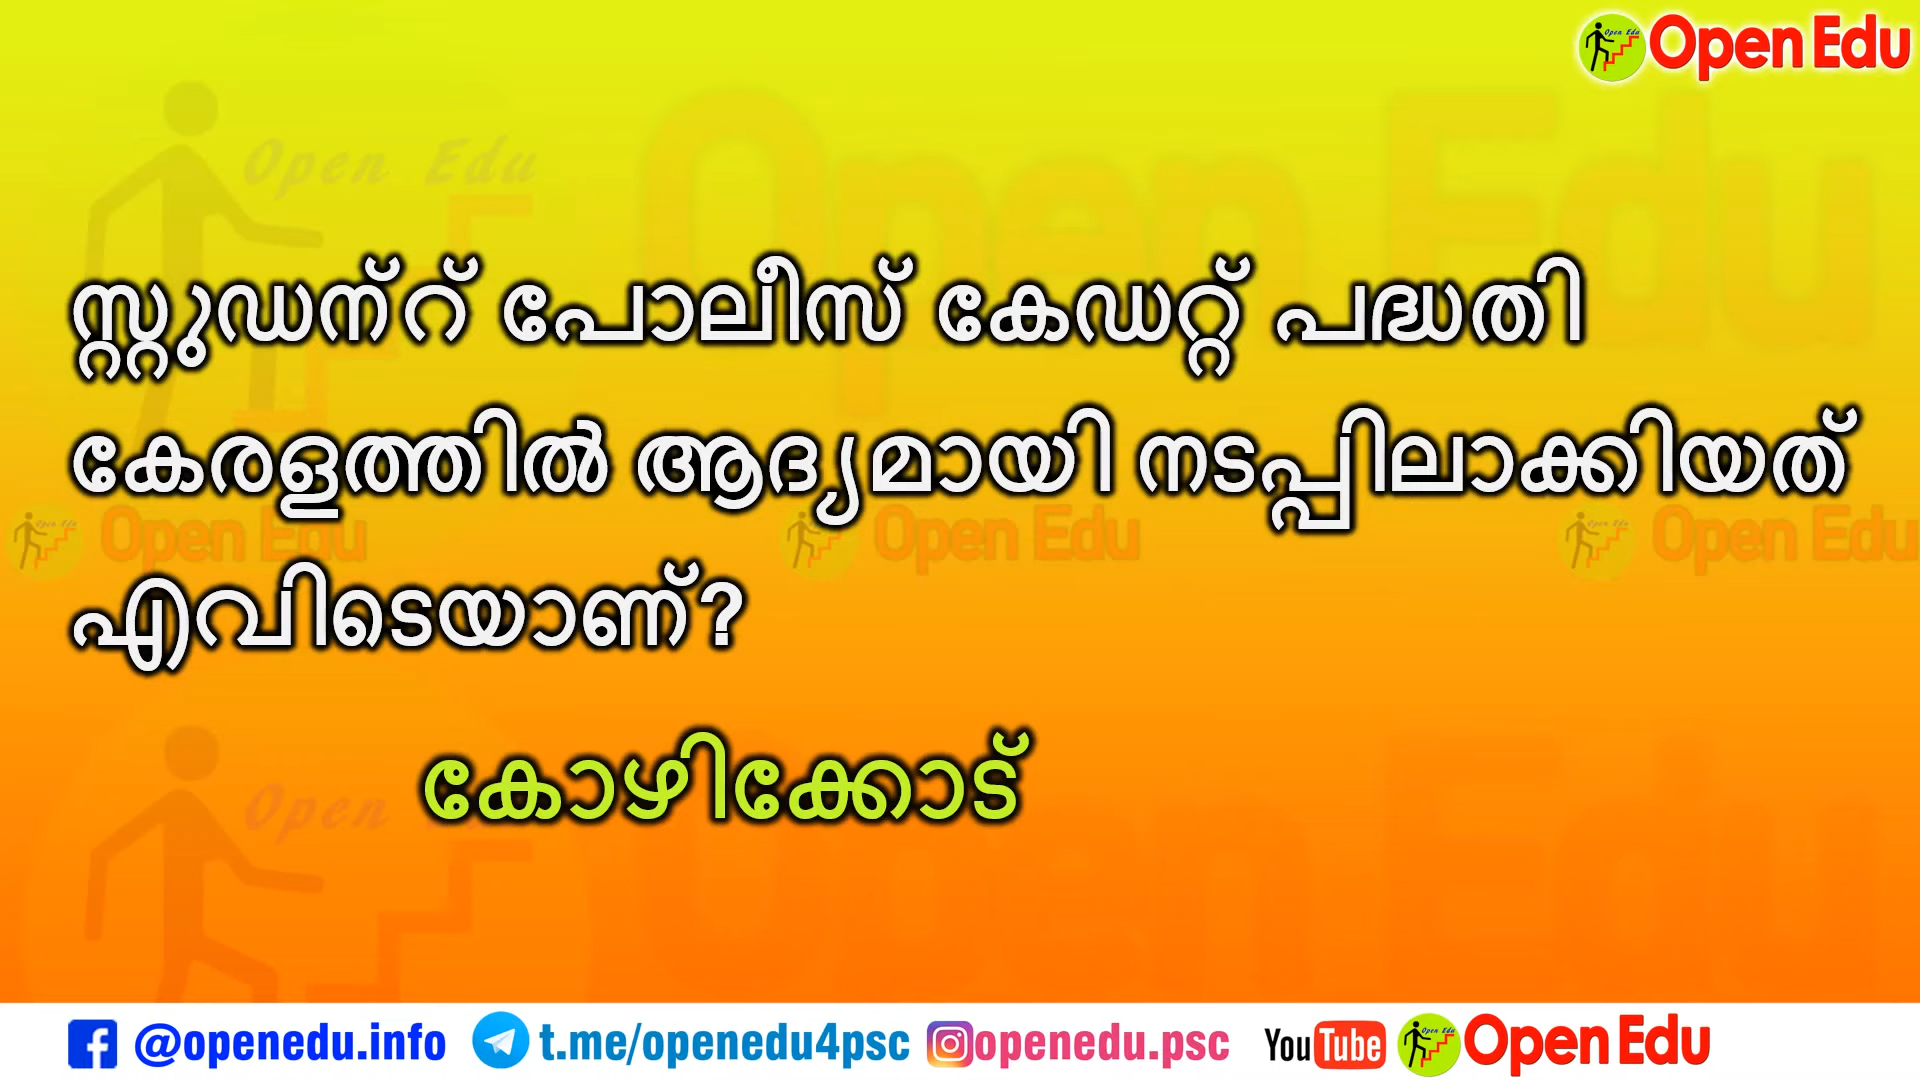 Open Edu
സ്റ്റുഡന്റ് പോലീസ് കേഡറ്റ് പദ്ധതി
കേരളത്തിൽ ആദ്യമായി നടപ്പിലാക്കിയത്
എവിടെയാണ്?
കോഴിക്കോട്
@openedu.info t.me/openedu4psc openedu.psc YouTube Open Edu